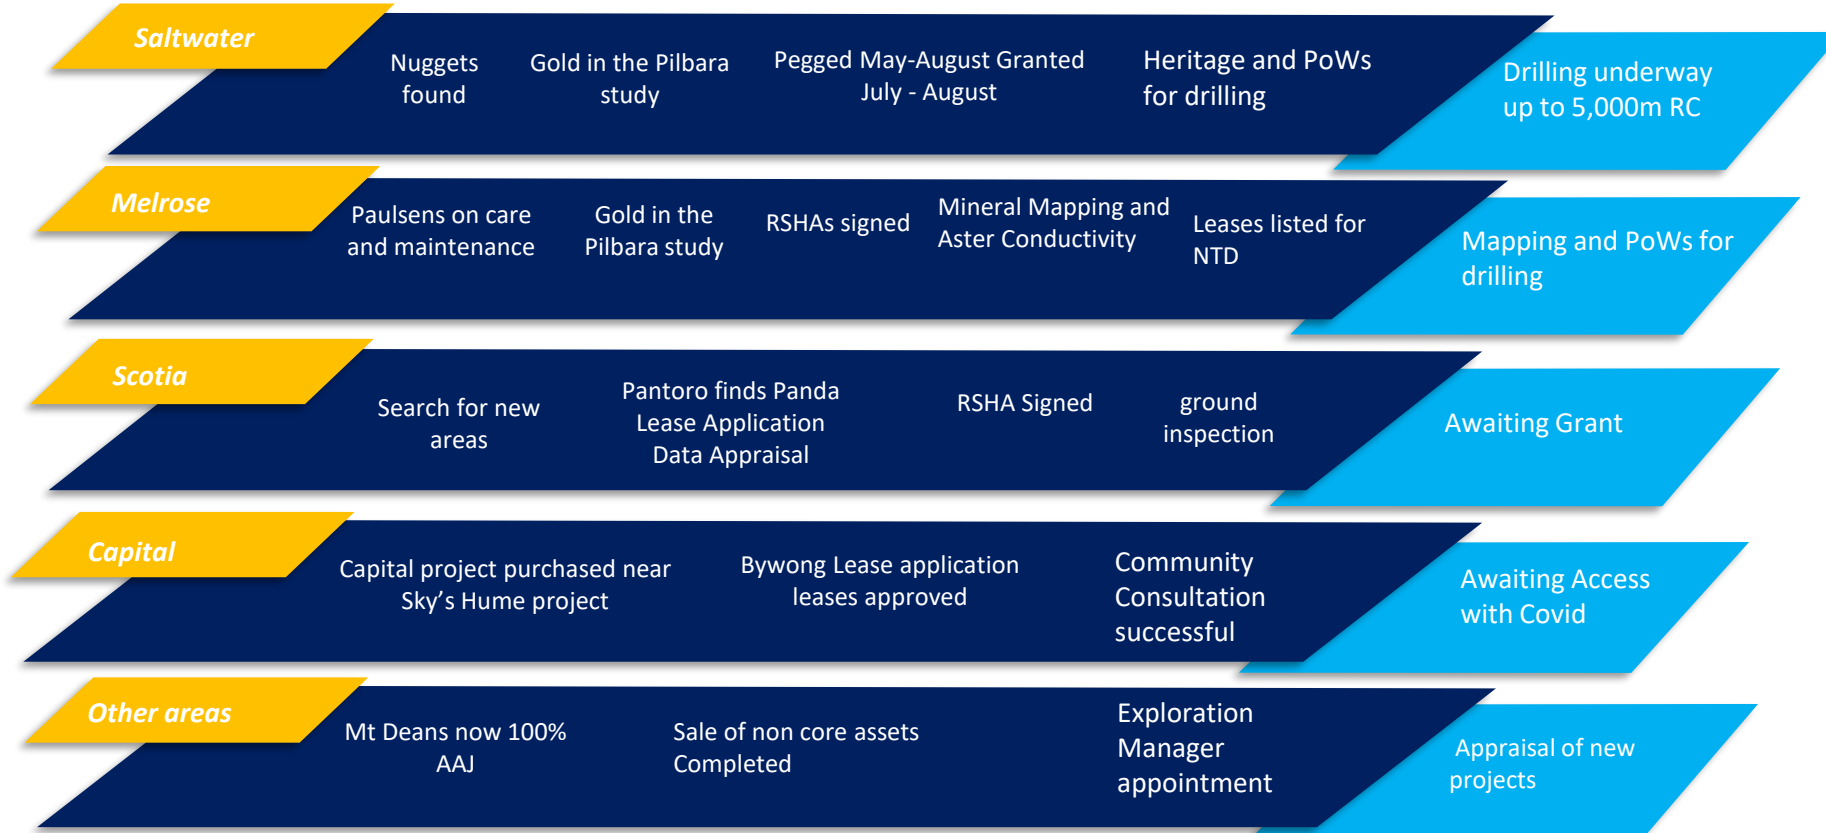 Saltwater
Nuggets
found
Gold in the Pilbara
study
Pegged May-August Granted
July - August
Heritage and PoWs
for drilling
Drilling underway
up to 5,000m RC
Melrose
Paulsens on care
and maintenance
Gold in the
Pilbara study
RSHAs signed
Mineral Mapping and
Aster Conductivity
Leases listed for
NTD
Mapping and PoWs for
drilling
Scotia
Search for new
areas
Pantoro finds Panda
Lease Application
Data Appraisal
RSHA Signed
ground
inspection
Awaiting Grant
Capital
Capital project purchased near
Sky’s Hume project
Bywong Lease application
leases approved
Community
Consultation
successful
Awaiting Access
with Covid
Other areas
Mt Deans now 100%
AAJ
Sale of non core assets
Completed
Exploration
Manager
appointment
Appraisal of new
projects